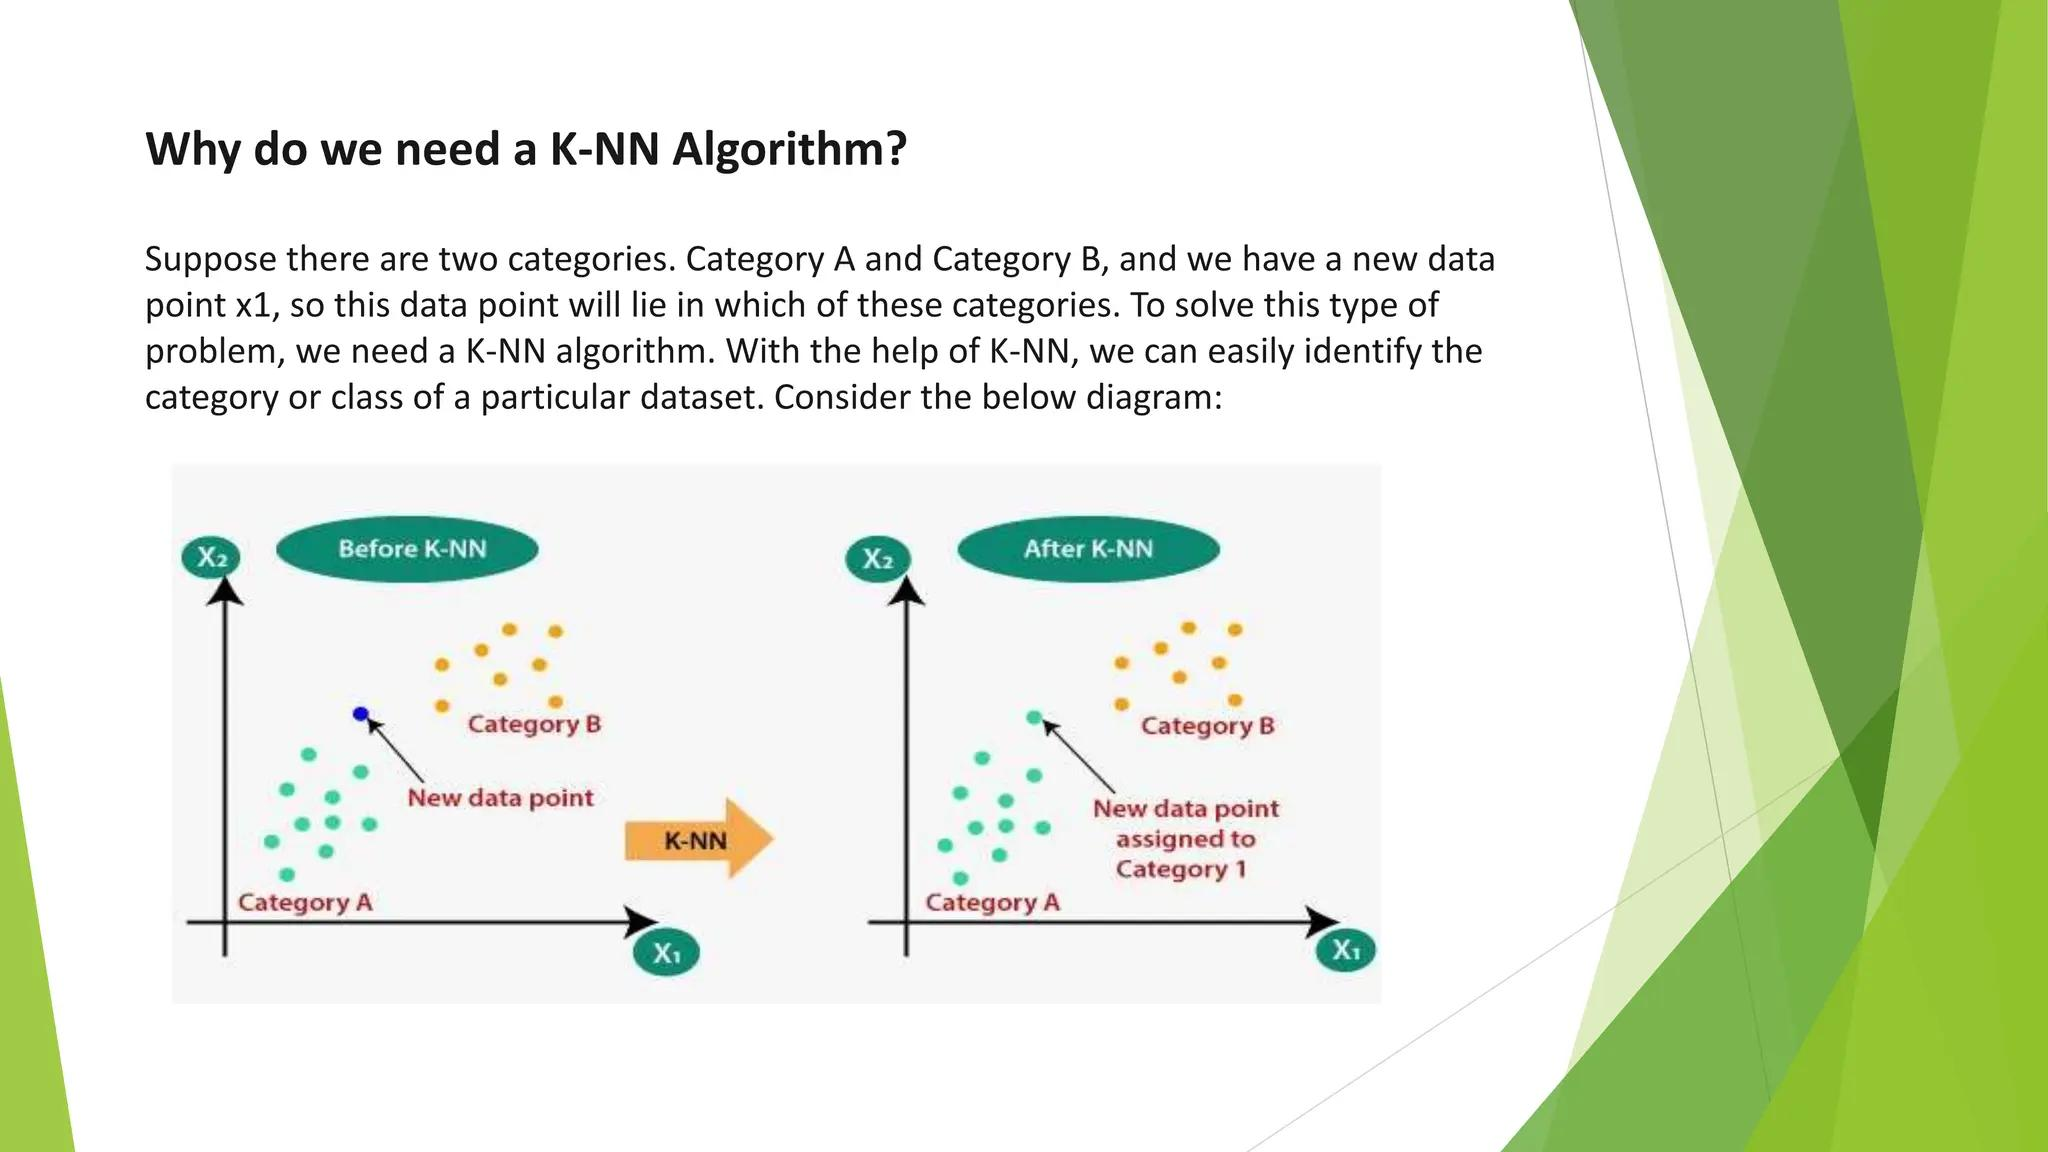 Why do we need a K-NN Algorithm?
Suppose there are two categories. Category A and Category B, and we have a new data
point x1, so this data point will lie in which of these categories. To solve this type of
problem, we need a K-NN algorithm. With the help of K-NN, we can easily identify the
category or class of a particular dataset. Consider the below diagram:
X₂
Before K-NN
Category B
New data point
Category A
X₁
K-NN
X₂
After K-NN
Category B
New data point
assigned to
Category 1
Category A
X₁